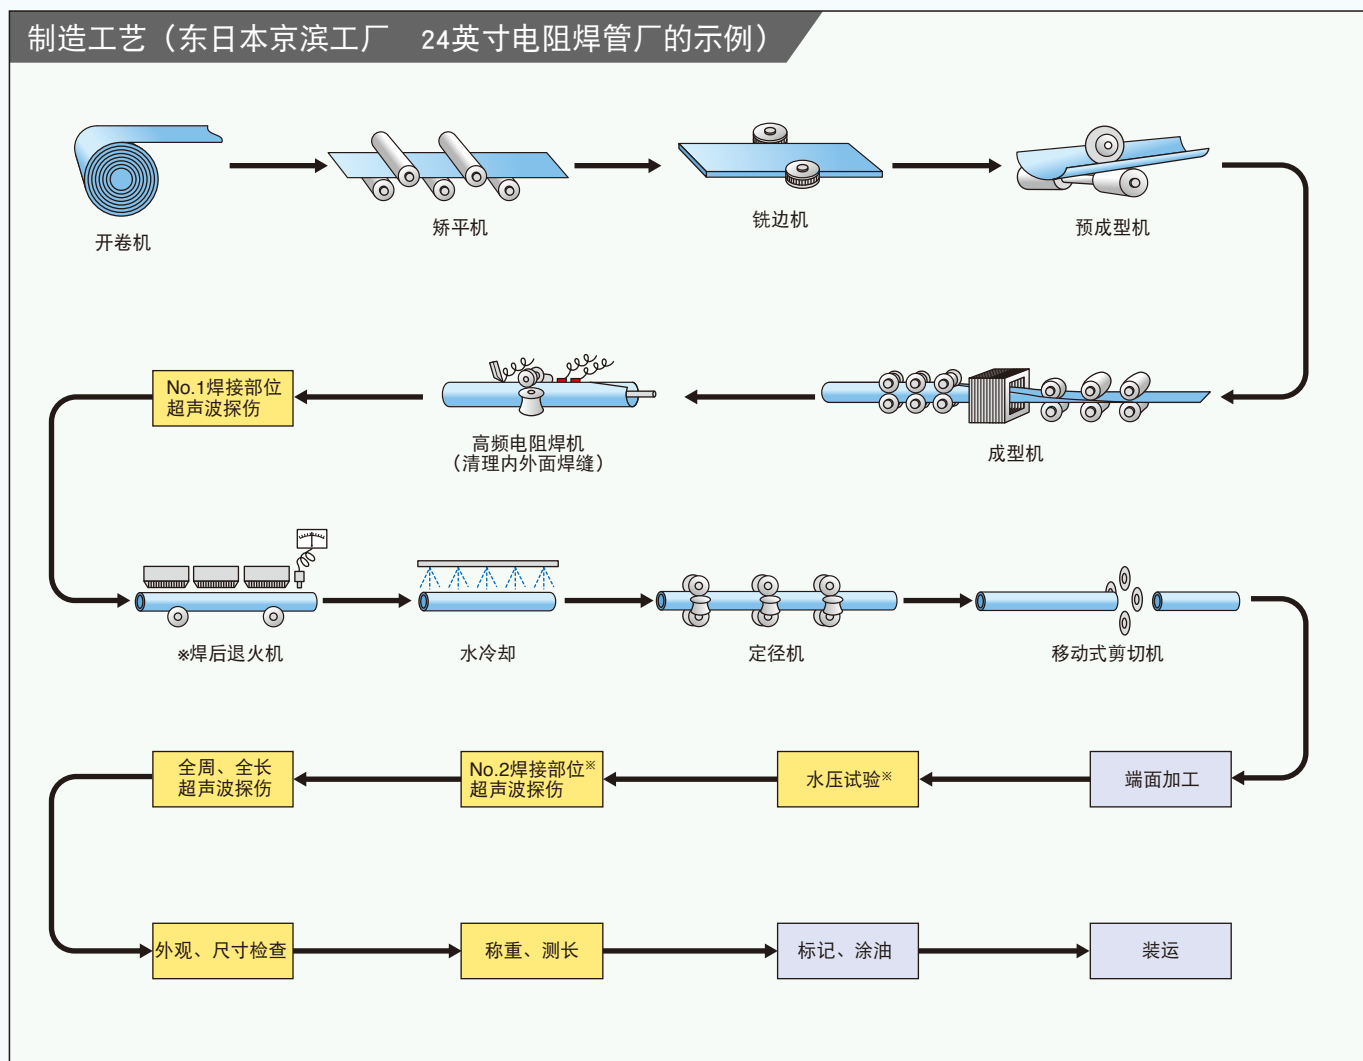 制造工艺（东日本京滨工厂　24英寸电阻焊管厂的示例）
开卷机
矫平机
铣边机
预成型机
No.1焊接部位
超声波探伤
高频电阻焊机
（清理内外面焊缝）
成型机
※焊后退火机
水冷却
定径机
移动式剪切机
全周、全长
超声波探伤
No.2焊接部位※
超声波探伤
水压试验※
端面加工
外观、尺寸检查
称重、测长
标记、涂油
装运